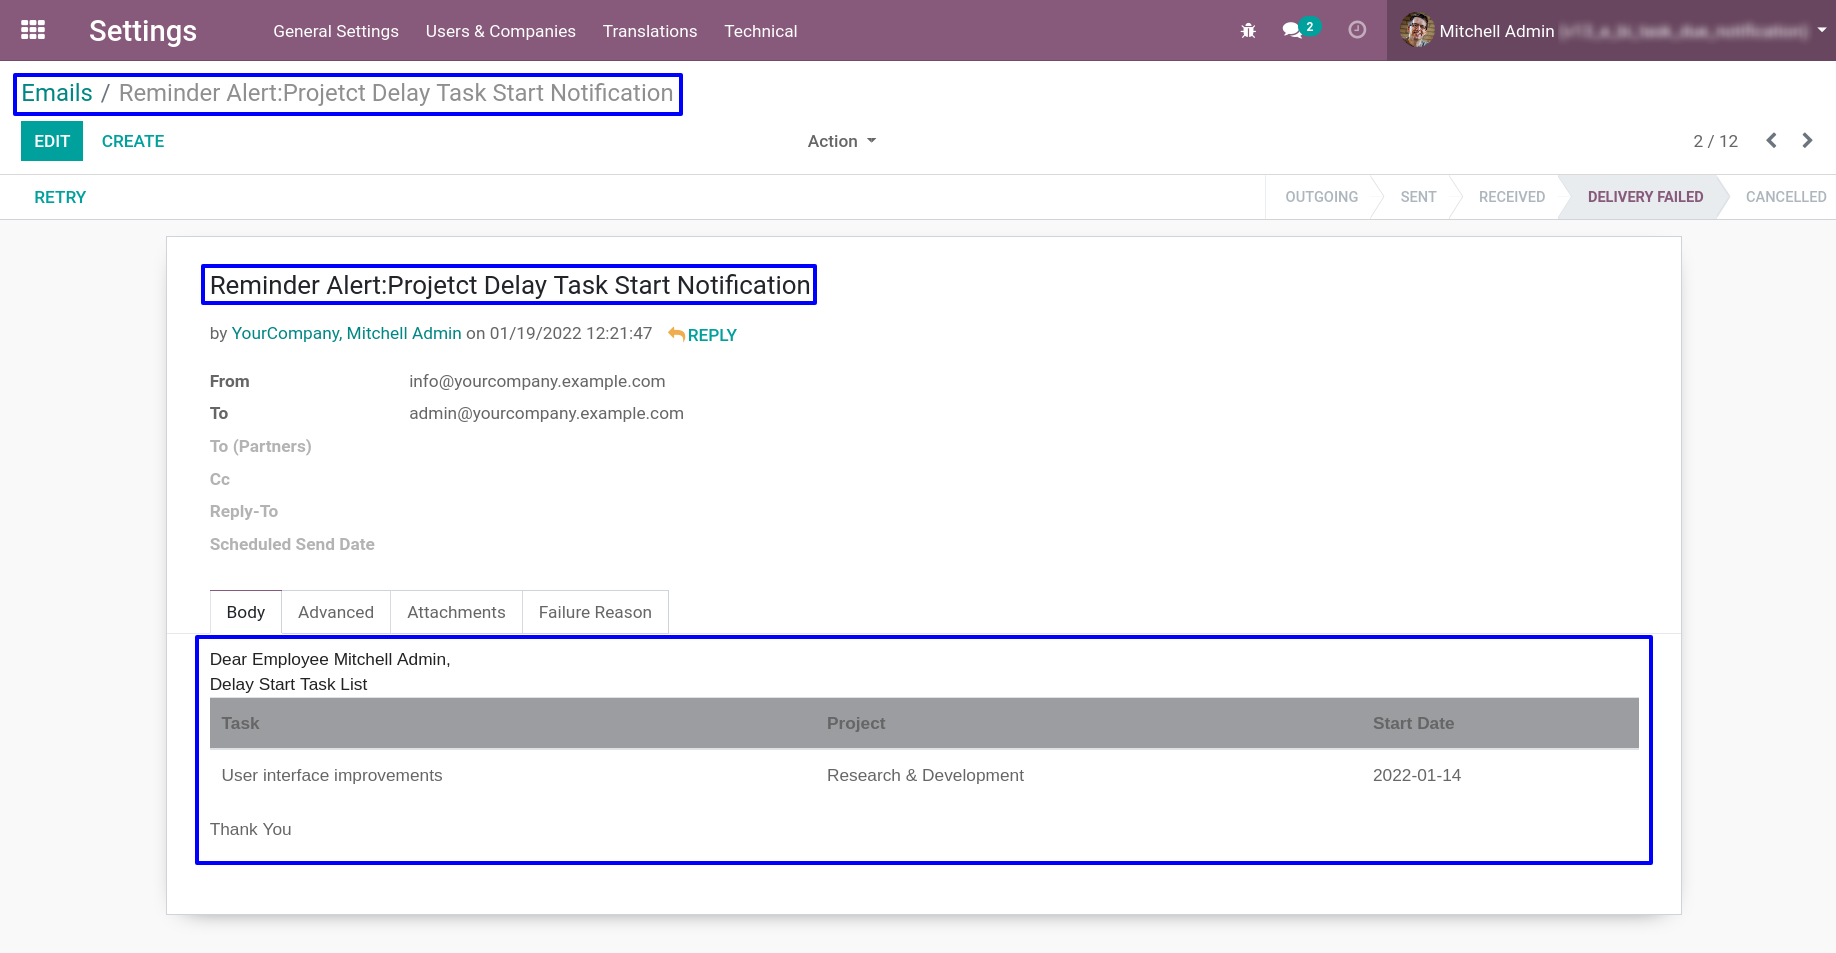 Settings General Settings Users & Companies Translations Technical 2 Mitchell Admin
Emails / Reminder Alert:Projetct Delay Task Start Notification
EDIT CREATE Action 2 / 12
RETRY OUTGOING SENT RECEIVED DELIVERY FAILED CANCELLED
Reminder Alert:Projetct Delay Task Start Notification
by YourCompany, Mitchell Admin on 01/19/2022 12:21:47 REPLY
From info@yourcompany.example.com
To admin@yourcompany.example.com
To (Partners)
Cc
Reply-To
Scheduled Send Date
Body Advanced Attachments Failure Reason
Dear Employee Mitchell Admin,
Delay Start Task List
Task Project Start Date
User interface improvements Research & Development 2022-01-14
Thank You